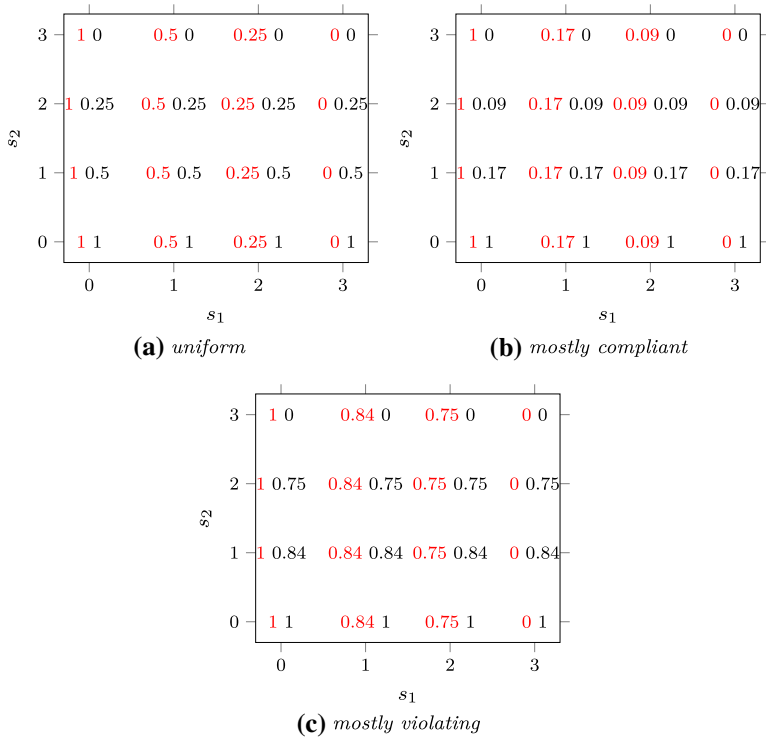 3 1 0 0.5 0 0.25 0 0 0
2 1 0.25 0.5 0.25 0.25 0.25 0 0.25
s₂
1 1 0.5 0.5 0.5 0.25 0.5 0 0.5
0 1 1 0.5 1 0.25 1 0 1
0 1 2 3
s₁
(a) uniform
3 1 0 0.17 0 0.09 0 0 0
2 1 0.09 0.17 0.09 0.09 0.09 0 0.09
s₂
1 1 0.17 0.17 0.17 0.09 0.17 0 0.17
0 1 1 0.17 1 0.09 1 0 1
0 1 2 3
s₁
(b) mostly compliant
3 1 0 0.84 0 0.75 0 0 0
2 1 0.75 0.84 0.75 0.75 0.75 0 0.75
s₂
1 1 0.84 0.84 0.84 0.75 0.84 0 0.84
0 1 1 0.84 1 0.75 1 0 1
0 1 2 3
s₁
(c) mostly violating